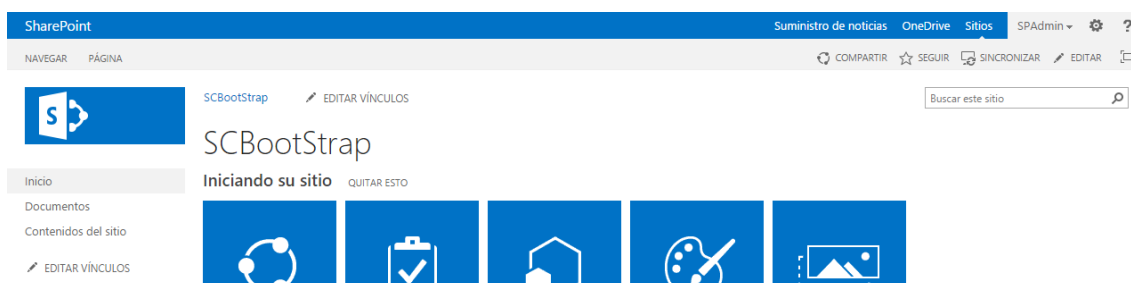 SharePoint Suministro de noticias OneDrive Sitios SPAdmin ?
NAVEGAR PÁGINA COMPARTIR SEGUIR SINCRONIZAR EDITAR
S SCBootStrap EDITAR VÍNCULOS Buscar este sitio
SCBootStrap
Inicio Iniciando su sitio QUITAR ESTO
Documentos
Contenidos del sitio
EDITAR VÍNCULOS